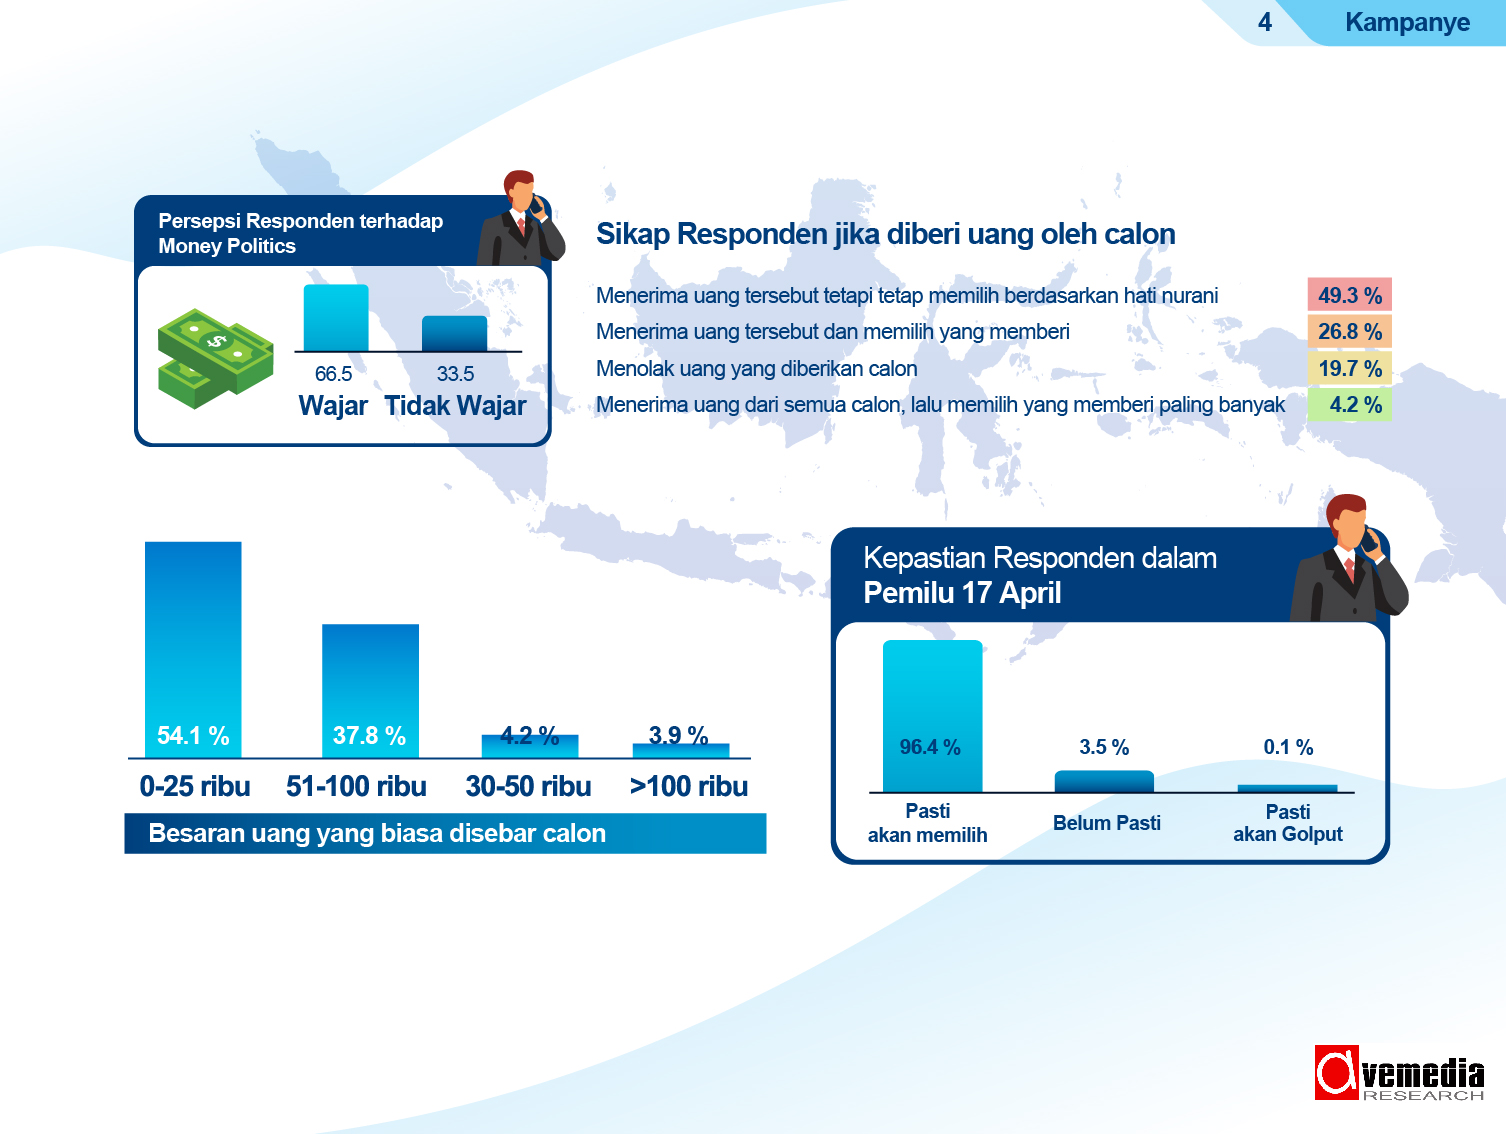 4 Kampanye
Persepsi Responden terhadap
Money Politics
66.5 33.5
Wajar Tidak Wajar
Sikap Responden jika diberi uang oleh calon
Menerima uang tersebut tetapi tetap memilih berdasarkan hati nurani 49.3 %
Menerima uang tersebut dan memilih yang memberi 26.8 %
Menolak uang yang diberikan calon 19.7 %
Menerima uang dari semua calon, lalu memilih yang memberi paling banyak 4.2 %
54.1 % 37.8 % 4.2 % 3.9 %
0-25 ribu 51-100 ribu 30-50 ribu >100 ribu
Besaran uang yang biasa disebar calon
Kepastian Responden dalam
Pemilu 17 April
96.4 % 3.5 % 0.1 %
Pasti
akan memilih
Belum Pasti
Pasti
akan Golput
avemedia
RESEARCH